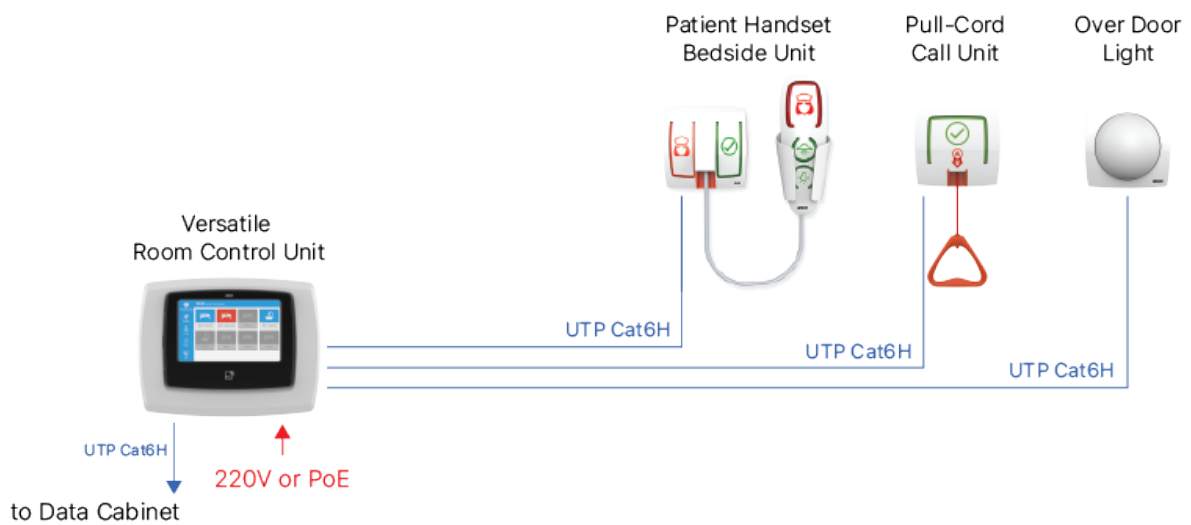 Patient Handset
Bedside Unit
Pull-Cord
Call Unit
Over Door
Light
Versatile
Room Control Unit
UTP Cat6H
UTP Cat6H
UTP Cat6H
UTP Cat6H
220V or PoE
to Data Cabinet